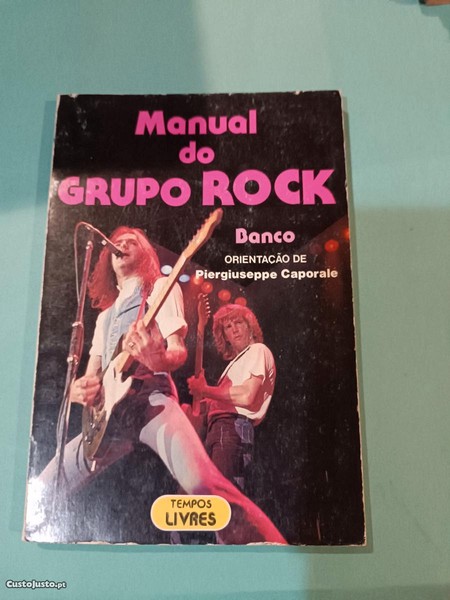 Manual
do
GRUPO ROCK
Banco
ORIENTAÇÃO DE
Piergiuseppe Caporale
TEMPOS
LIVRES
CustoJusto.pt